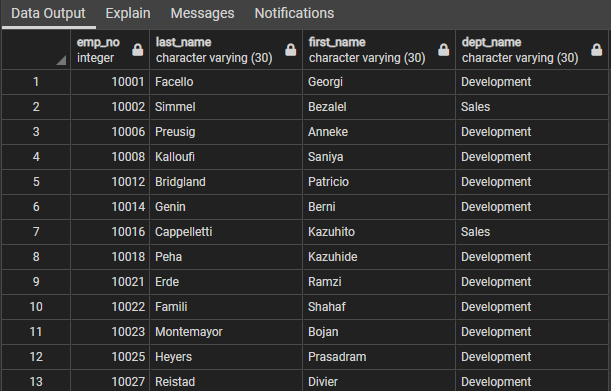 Data Output Explain Messages Notifications
emp_no last_name first_name dept_name
integer character varying (30) character varying (30) character varying (30)
1 10001 Facello Georgi Development
2 10002 Simmel Bezalel Sales
3 10006 Preusig Anneke Development
4 10008 Kalloufi Saniya Development
5 10012 Bridgland Patricio Development
6 10014 Genin Berni Development
7 10016 Cappelletti Kazuhito Sales
8 10018 Peha Kazuhide Development
9 10021 Erde Ramzi Development
10 10022 Famili Shahaf Development
11 10023 Montemayor Bojan Development
12 10025 Heyers Prasadram Development
13 10027 Reistad Divier Development